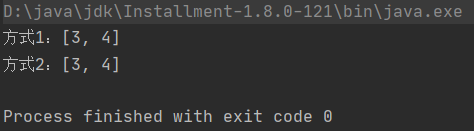 D:\java\jdk\Installment-1.8.0-121\bin\java.exe
方式1：[3, 4]
方式2：[3, 4]
Process finished with exit code 0